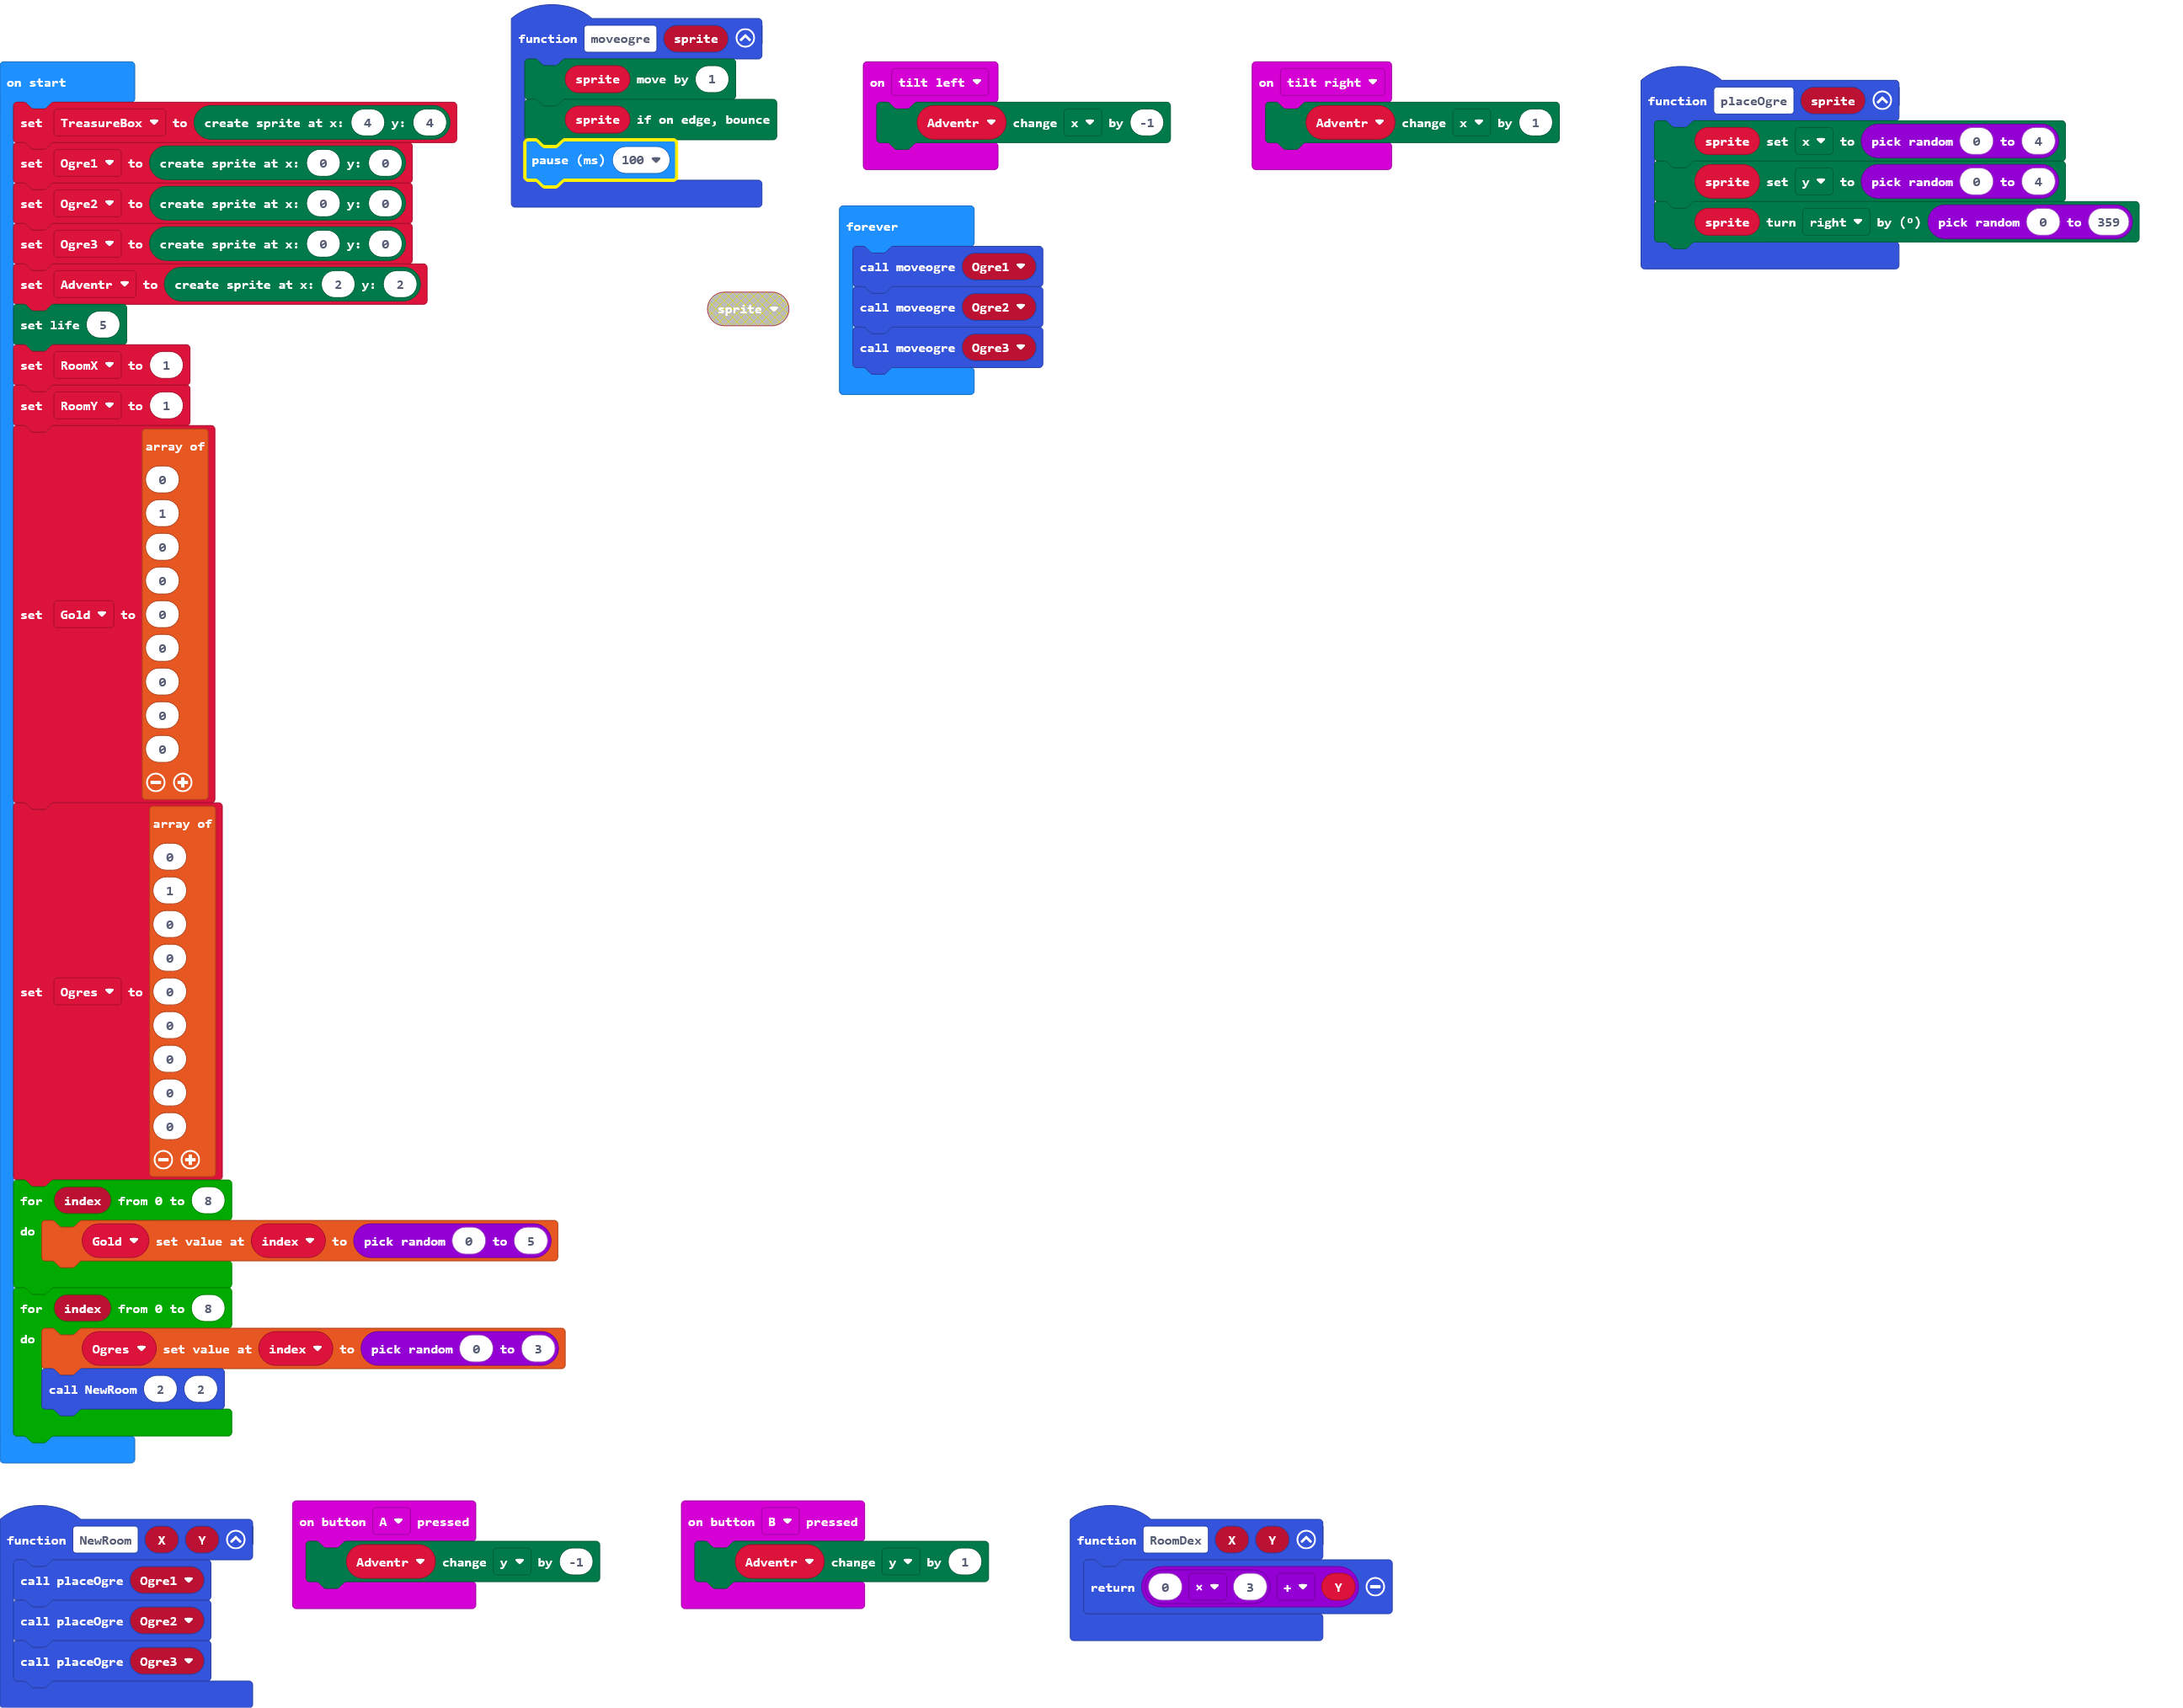 on start
set TreasureBox to create sprite at x: 4 y: 4
set Ogre1 to create sprite at x: 0 y: 0
set Ogre2 to create sprite at x: 0 y: 0
set Ogre3 to create sprite at x: 0 y: 0
set Adventr to create sprite at x: 2 y: 2
set life 5
set RoomX to 1
set RoomY to 1
set Gold to array of
0
1
0
0
0
0
0
0
0
set Ogres to array of
0
1
0
0
0
0
0
0
0
for index from 0 to 8
do
Gold set value at index to pick random 0 to 5
for index from 0 to 8
do
Ogres set value at index to pick random 0 to 3
call NewRoom 2 2
function moveogre sprite
sprite move by 1
sprite if on edge, bounce
pause (ms) 100
sprite
on tilt left
Adventr change x by -1
forever
call moveogre Ogre1
call moveogre Ogre2
call moveogre Ogre3
on tilt right
Adventr change x by 1
function placeOgre sprite
sprite set x to pick random 0 to 4
sprite set y to pick random 0 to 4
sprite turn right by (º) pick random 0 to 359
function NewRoom X Y
call placeOgre Ogre1
call placeOgre Ogre2
call placeOgre Ogre3
on button A pressed
Adventr change y by -1
on button B pressed
Adventr change y by 1
function RoomDex X Y
return 0 × 3 + Y